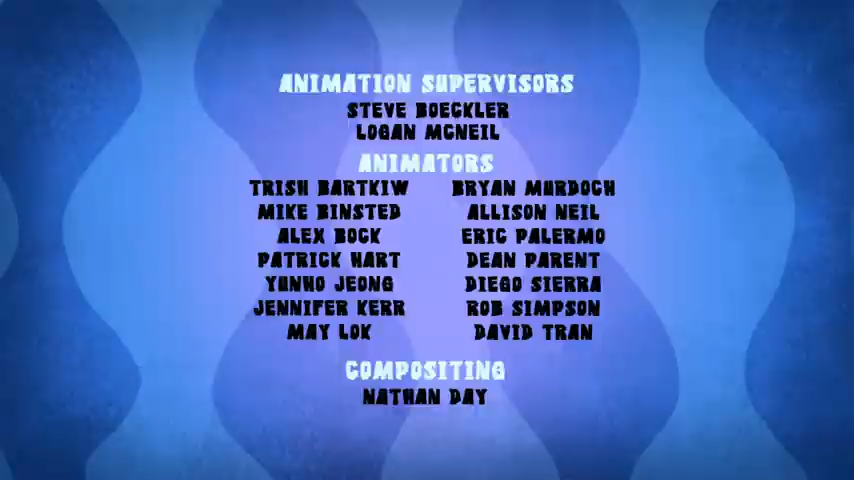 ANIMATION SUPERVISORS
STEVE BOECKLER
LOGAN MCNEIL
ANIMATORS
TRISH BARTKIW BRYAN MURDOCH
MIKE BINSTED ALLISON NEIL
ALEX BOCK ERIC PALERMO
PATRICK HART DEAN PARENT
YUNHO JEONG DIEGO SIERRA
JENNIFER KERR ROB SIMPSON
MAY LOK DAVID TRAN
COMPOSITING
NATHAN DAY